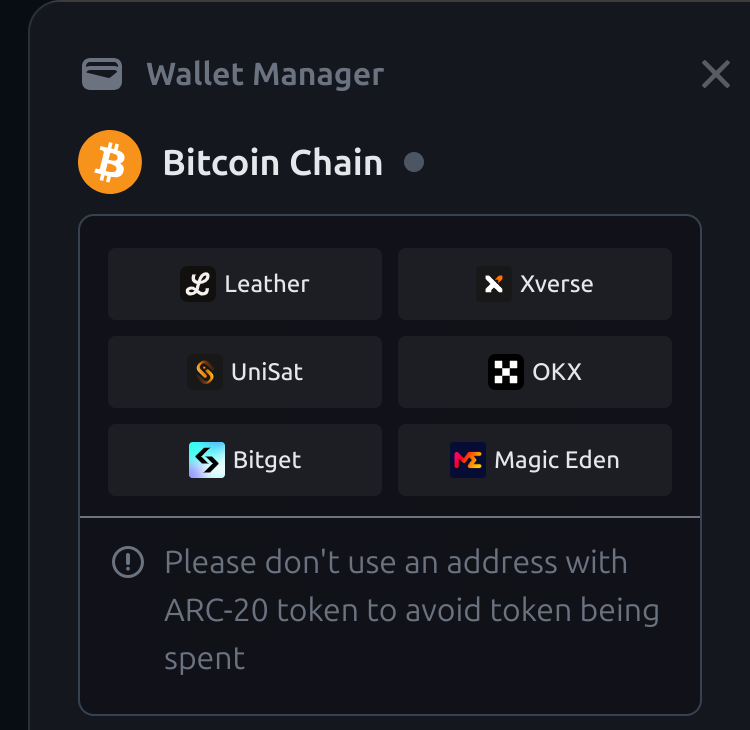 Wallet Manager
Bitcoin Chain
Leather
Xverse
UniSat
OKX
Bitget
Magic Eden
Please don't use an address with
ARC-20 token to avoid token being
spent